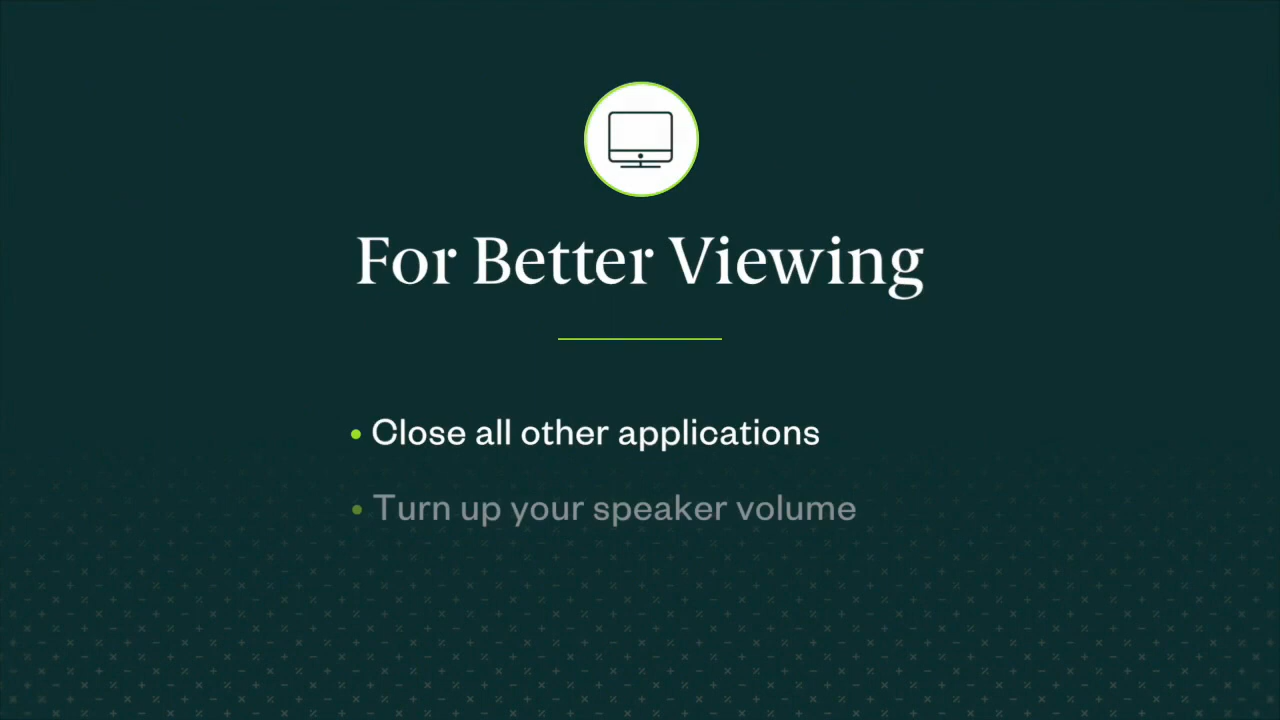 For Better Viewing
• Close all other applications
• Turn up your speaker volume